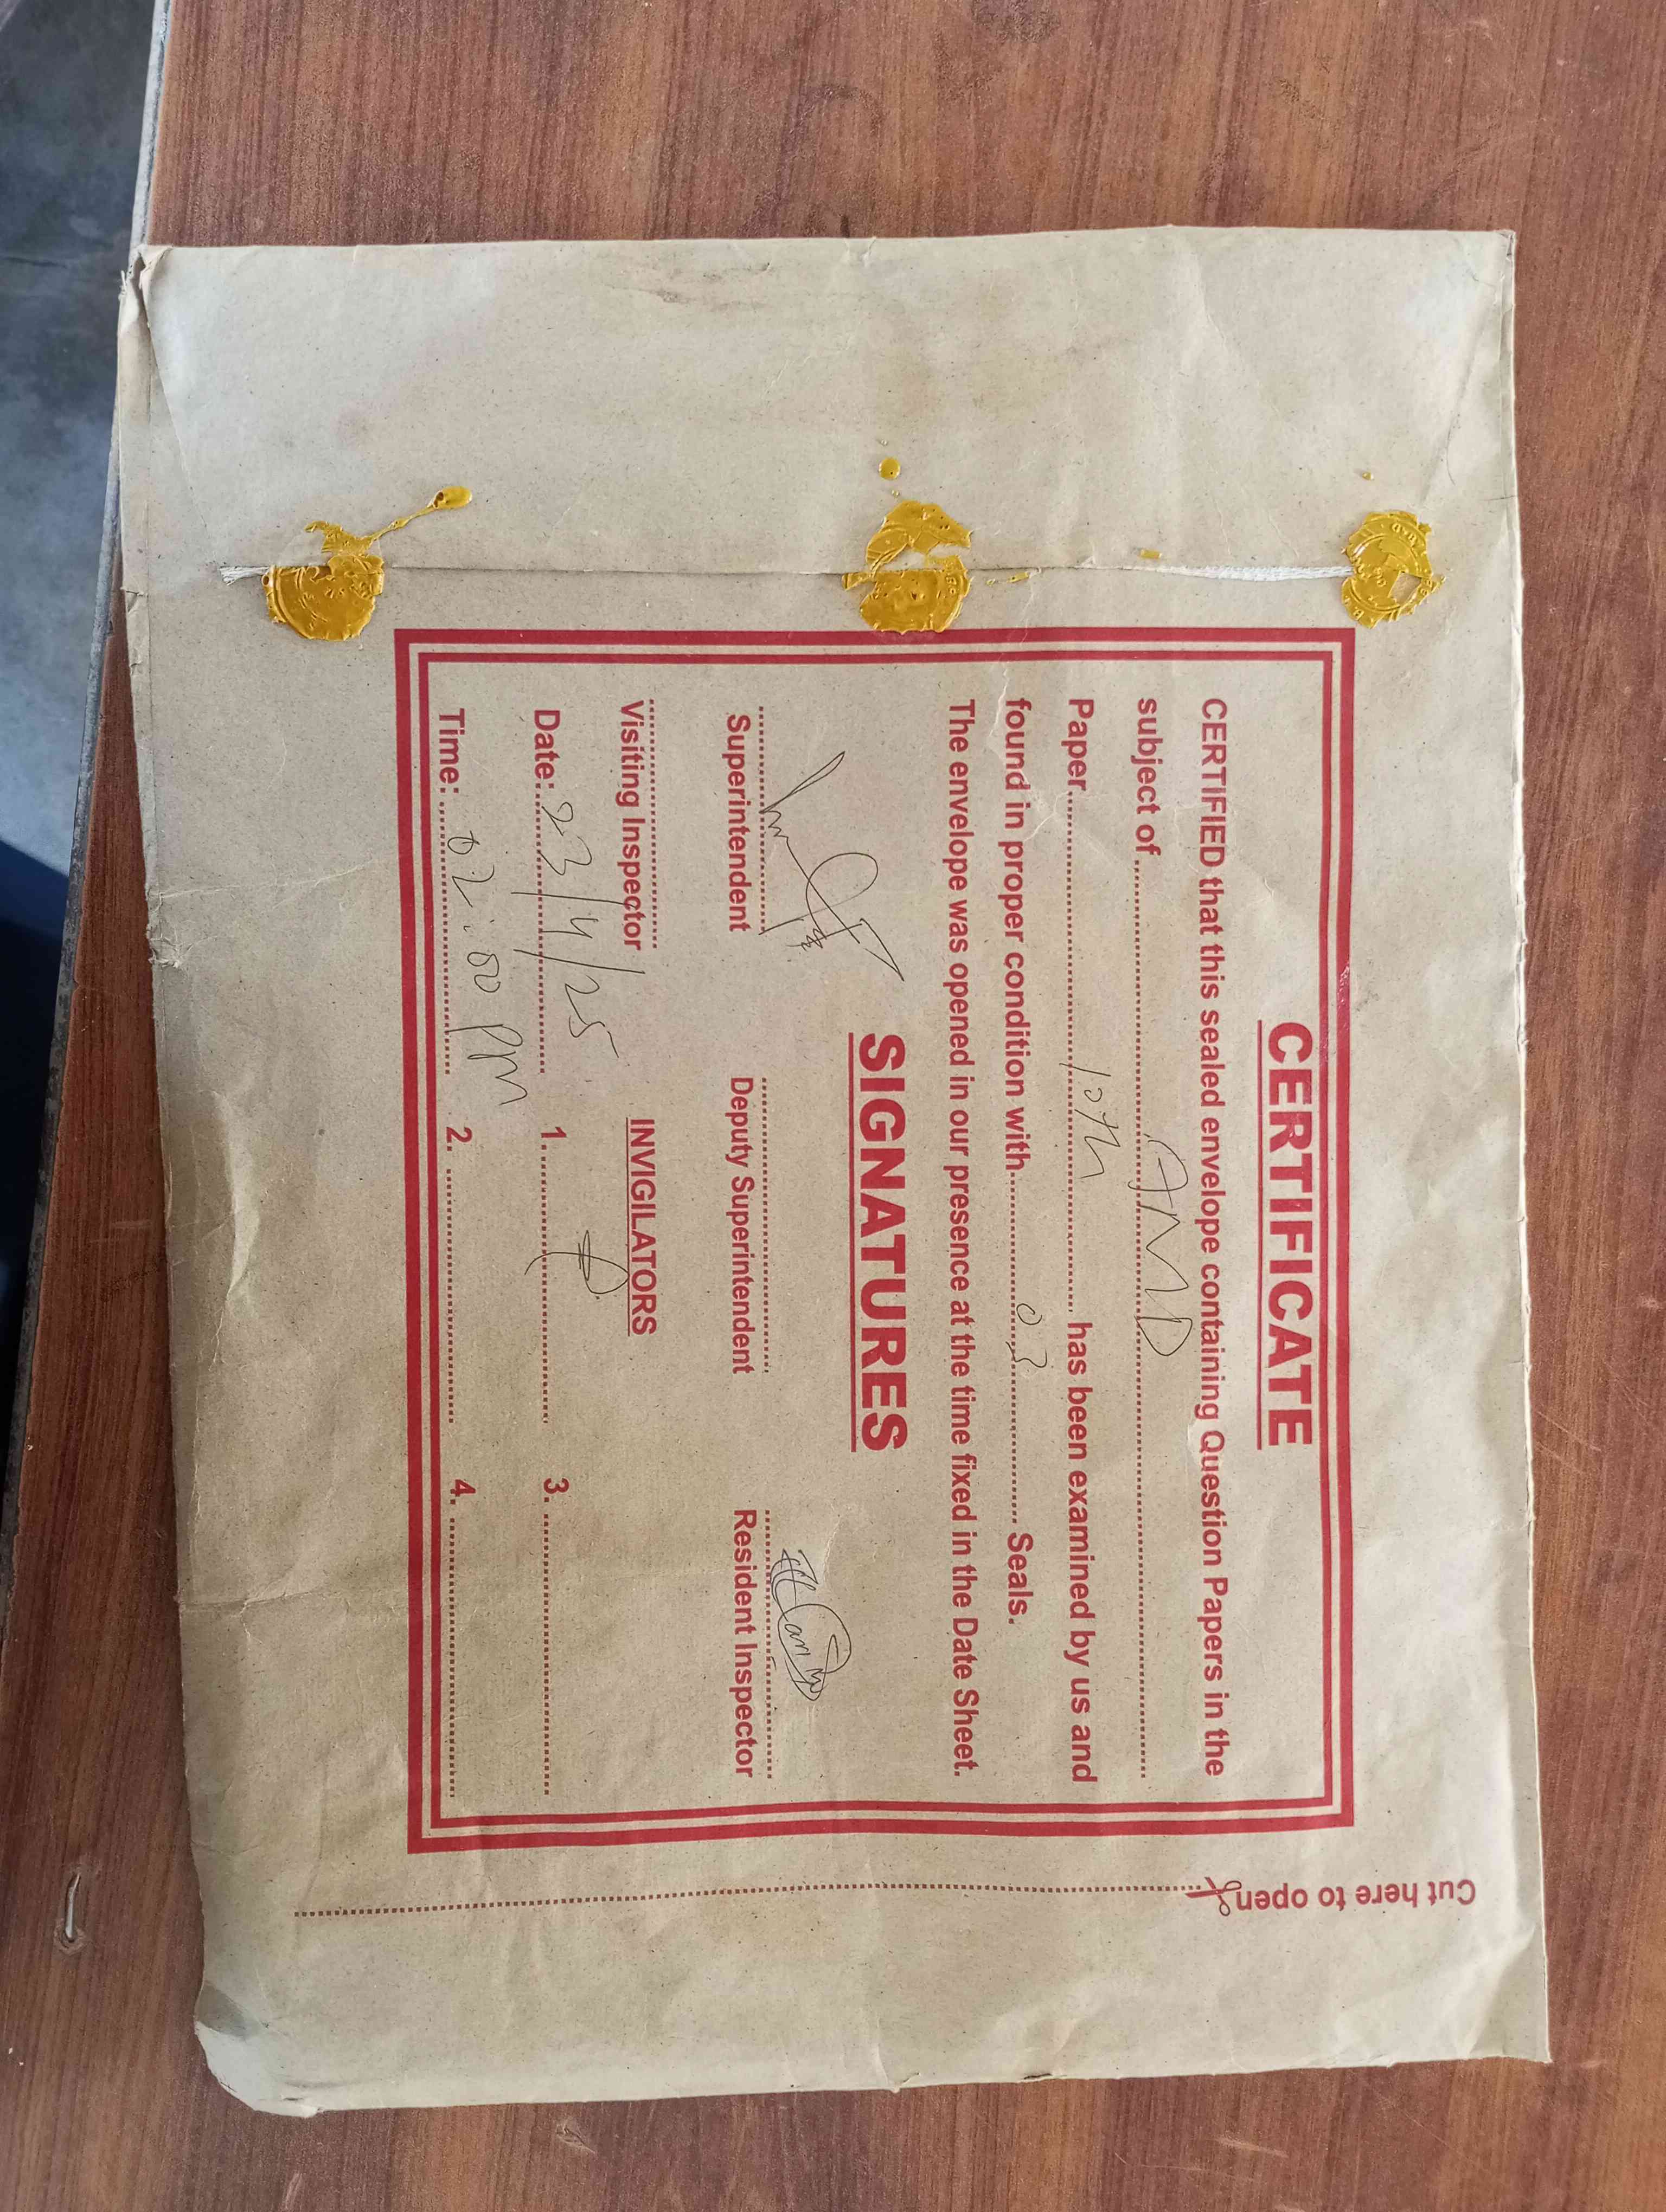 CERTIFICATE
CERTIFIED that this sealed envelope containing Question Papers in the
subject of.......... AMD ..........
Paper.......... 10th .......... has been examined by us and
found in proper condition with.......... 03 .......... Seals.
The envelope was opened in our presence at the time fixed in the Date Sheet.
SIGNATURES
Superintendent Deputy Superintendent Resident Inspector
Visiting Inspector INVIGILATORS
Date: 23/4/25 1. 3.
Time: 02:00 pm 2. 4.
Cut here to open